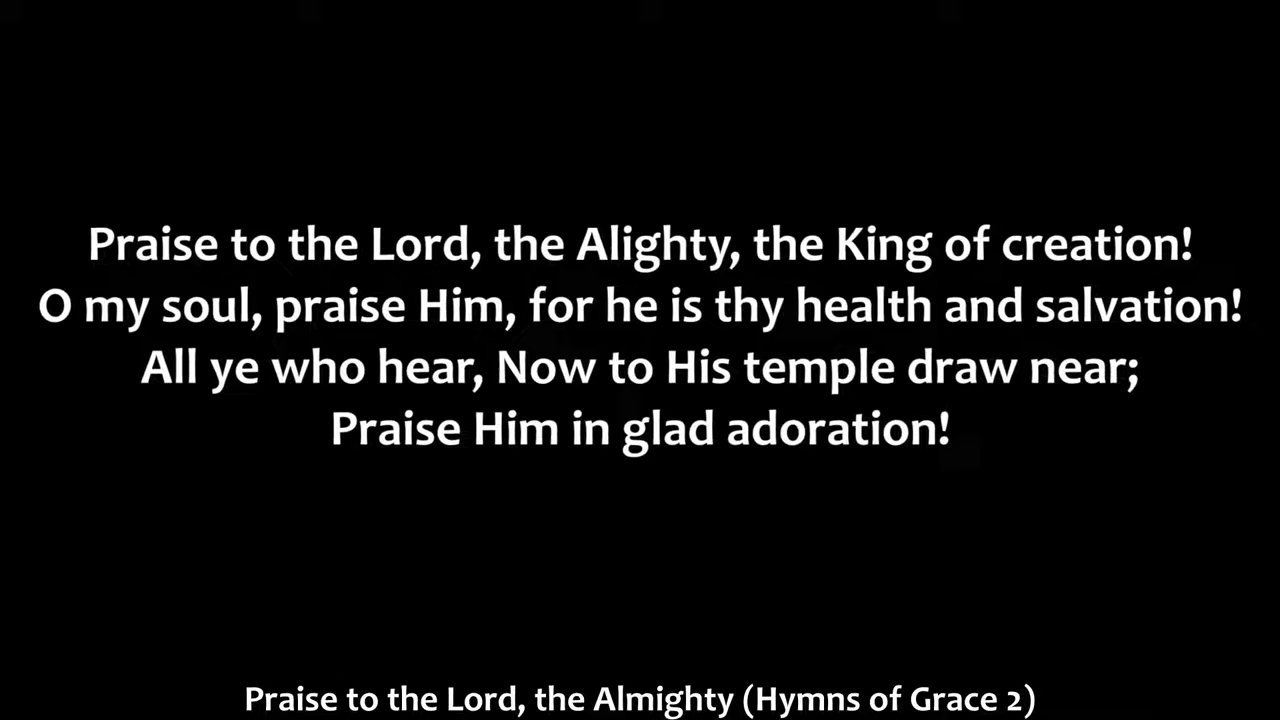 Praise to the Lord, the Alighty, the King of creation!
O my soul, praise Him, for he is thy health and salvation!
All ye who hear, Now to His temple draw near;
Praise Him in glad adoration!
Praise to the Lord, the Almighty (Hymns of Grace 2)